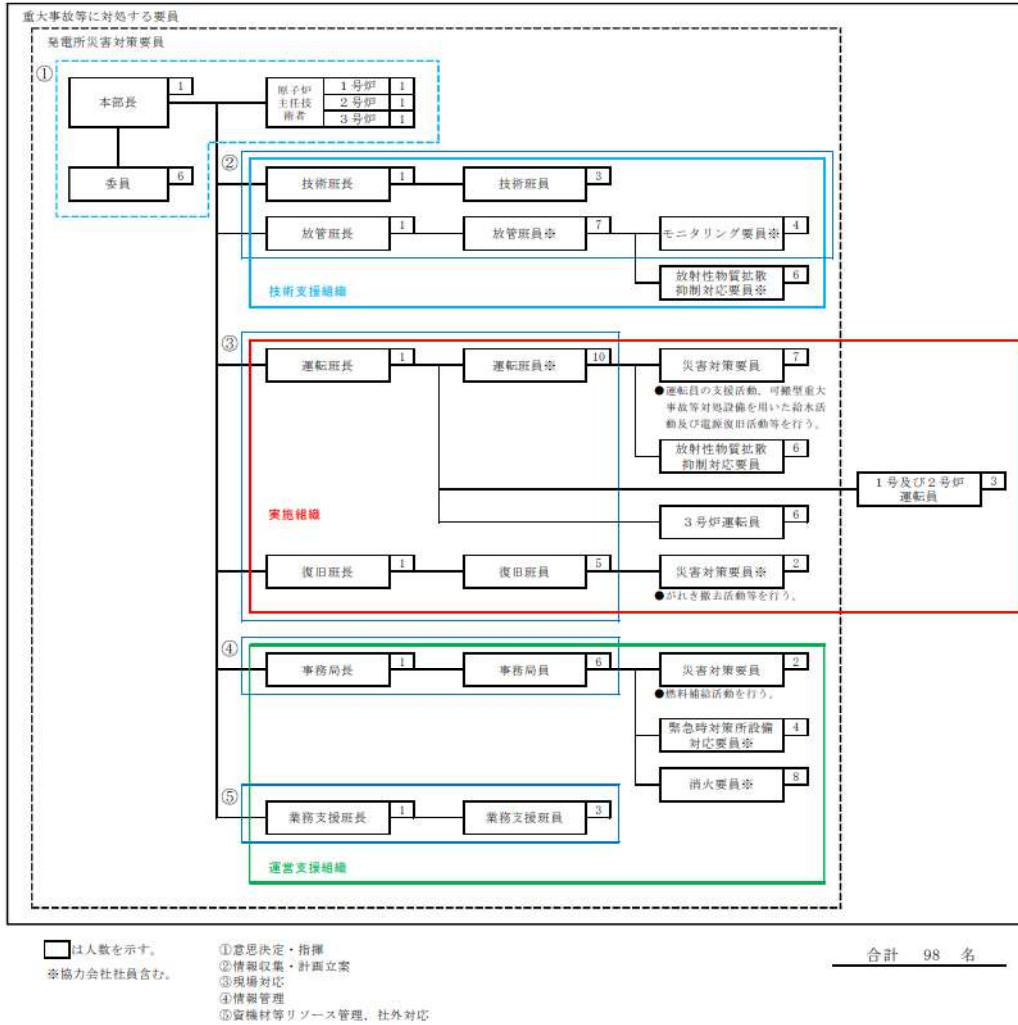 重大事故等に対処する要員
発電所災害対策要員
①
本部長
1
原子炉
主任技
術者
1号炉
1
2号炉
1
3号炉
1
委員
6
②
技術班長
1
技術班員
3
放管班長
1
放管班員※
7
モニタリング要員※
4
放射性物質拡散
抑制対応要員※
6
技術支援組織
③
運転班長
1
運転班員※
10
災害対策要員
7
●運転員の支援活動、可搬型重大
事故等対処設備を用いた給水活
動及び電源復旧活動等を行う。
放射性物質拡散
抑制対応要員
6
1号及び2号炉
運転員
3
実施組織
3号炉運転員
6
復旧班長
1
復旧班員
5
災害対策要員※
2
●がれき撤去活動等を行う。
④
事務局長
1
事務局員
6
災害対策要員
2
●燃料補給活動を行う。
緊急時対策所設備
対応要員※
4
消火要員※
8
⑤
業務支援班長
1
業務支援班員
3
運営支援組織
は人数を示す。
※協力会社社員含む。
①意思決定・指揮
②情報収集・計画立案
③現場対応
④情報管理
⑤資機材等リソース管理、社外対応
合計 98 名